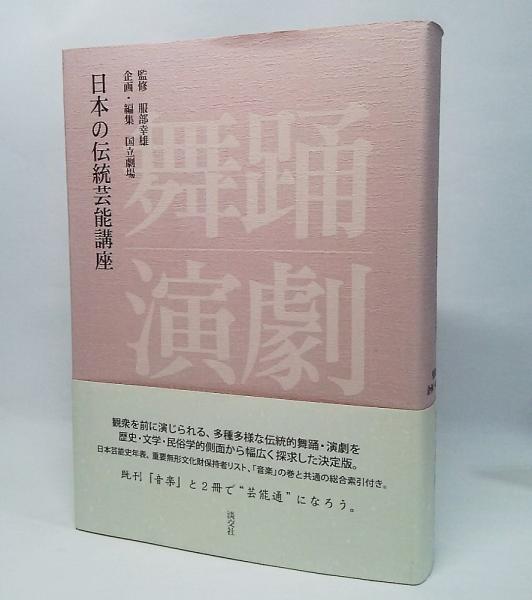 監修 服部幸雄
企画・編集 国立劇場
日本の伝統芸能講座
舞踊
演劇
観衆を前に演じられる、多種多様な伝統的舞踊・演劇を
歴史・文学・民俗学的側面から幅広く探求した決定版。
日本芸能史年表、重要無形文化財保持者リスト、「音楽」の巻と共通の総合索引付き。
既刊『音楽』と2冊で“芸能通”になろう。
淡交社